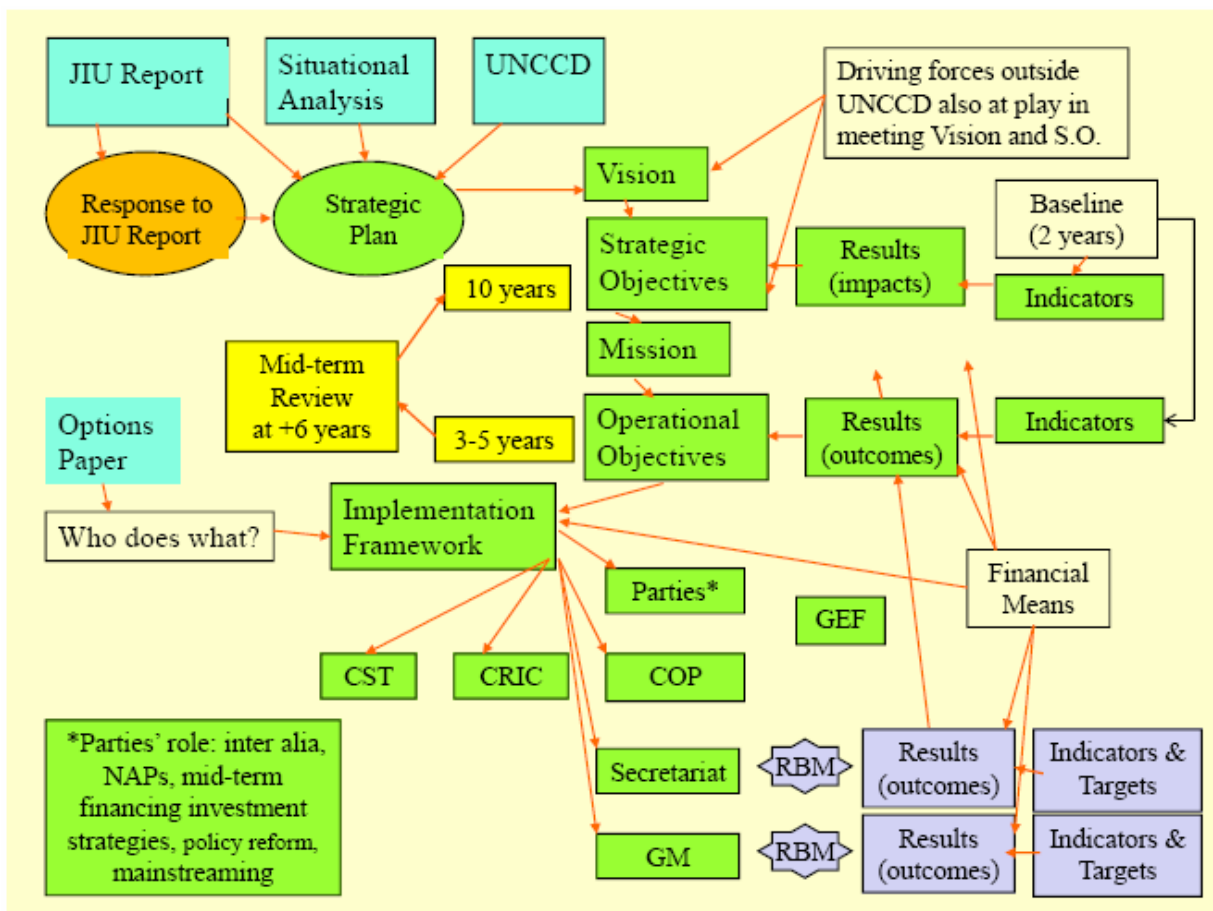 JIU Report
Situational
Analysis
UNCCD
Driving forces outside
UNCCD also at play in
meeting Vision and S.O.
Response to
JIU Report
Strategic
Plan
Vision
Baseline
(2 years)
Strategic
Objectives
Results
(impacts)
Indicators
10 years
Mission
Mid-term
Review
at +6 years
3-5 years
Operational
Objectives
Results
(outcomes)
Indicators
Options
Paper
Who does what?
Implementation
Framework
Financial
Means
Parties*
GEF
CST
CRIC
COP
*Parties’ role: inter alia,
NAPs, mid-term
financing investment
strategies, policy reform,
mainstreaming
Secretariat
RBM
Results
(outcomes)
Indicators &
Targets
GM
RBM
Results
(outcomes)
Indicators &
Targets